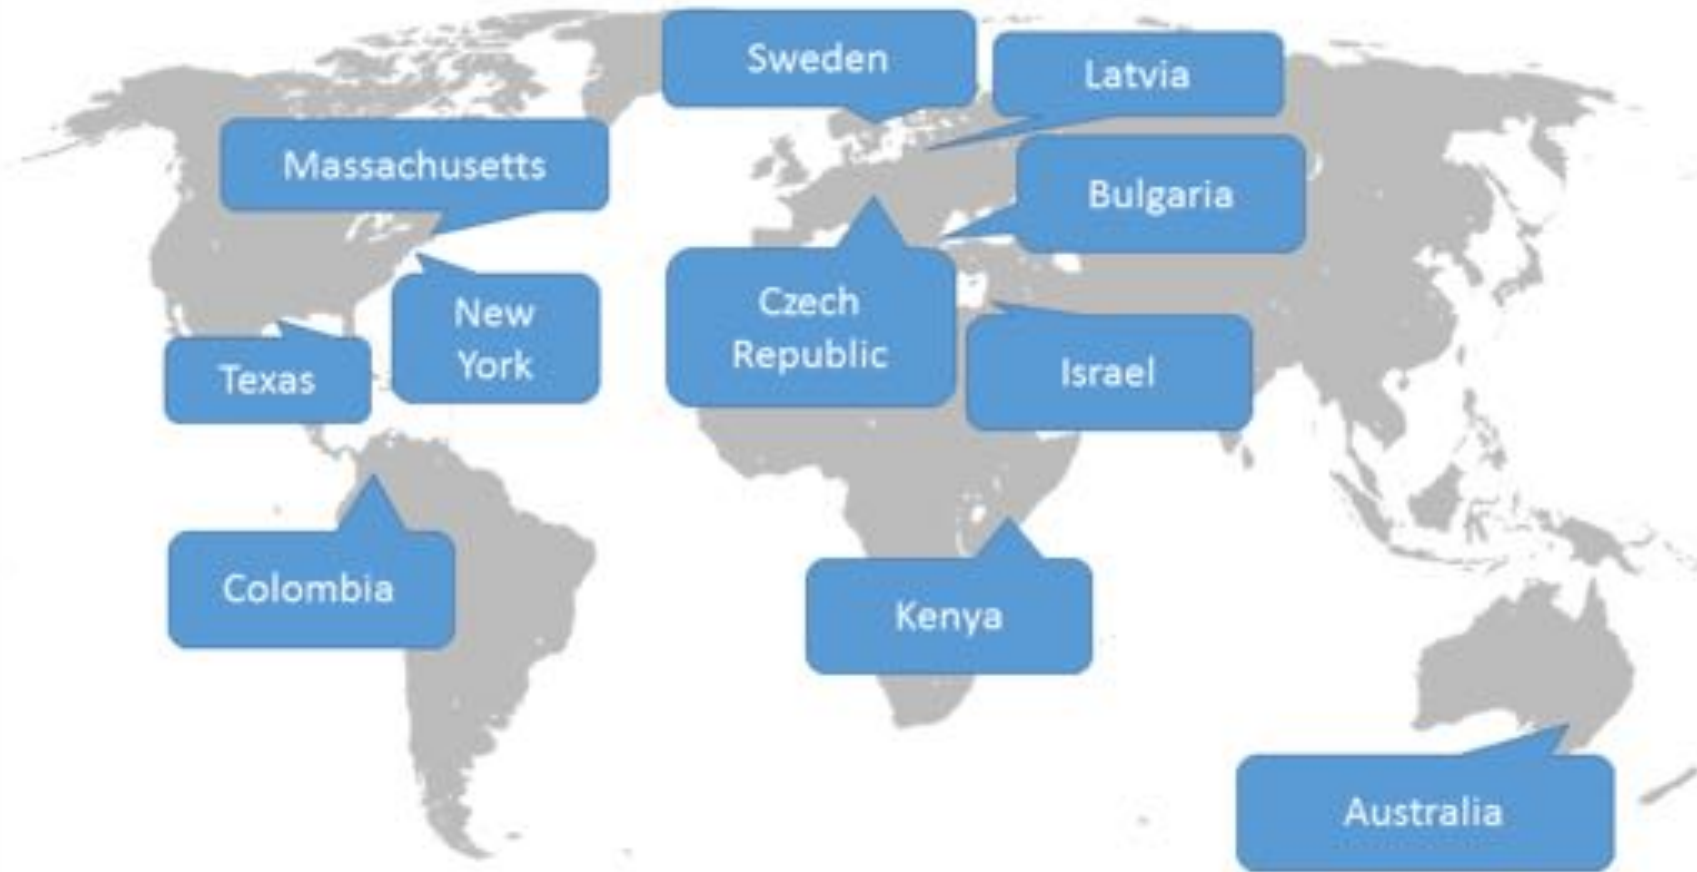 Sweden
Latvia
Massachusetts
Bulgaria
New
York
Czech
Republic
Texas
Israel
Colombia
Kenya
Australia